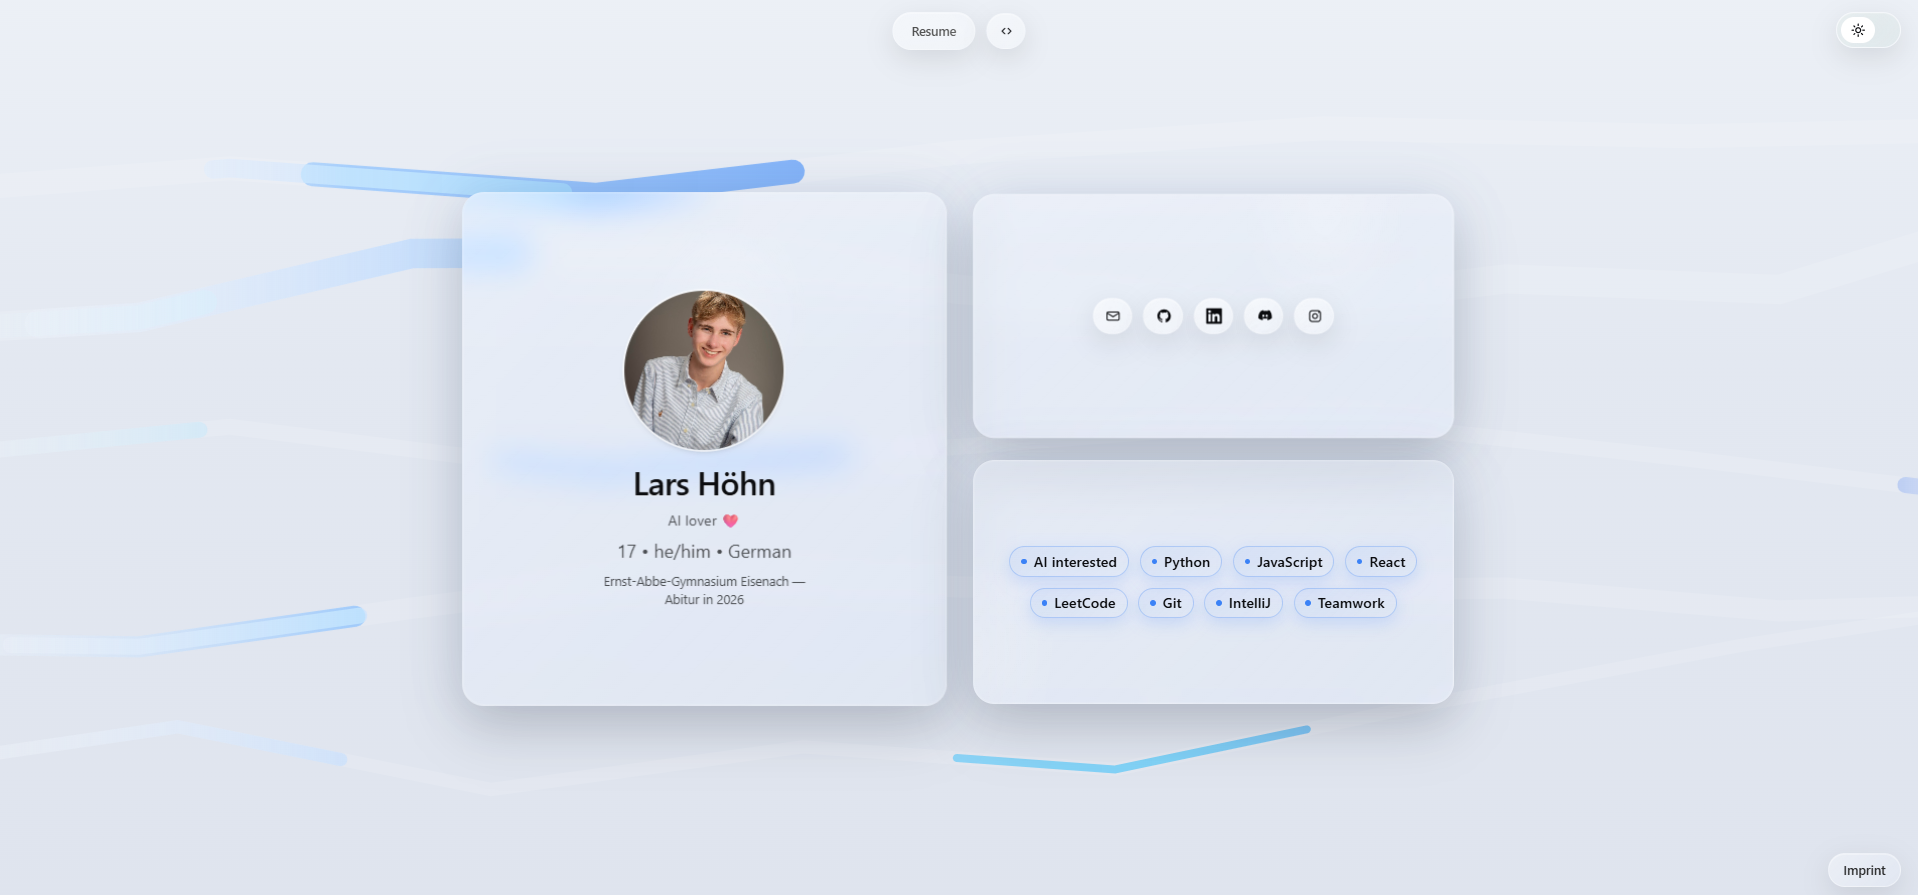 Resume
Lars Höhn
AI lover 💖
17 • he/him • German
Ernst-Abbe-Gymnasium Eisenach —
Abitur in 2026
AI interested
Python
JavaScript
React
LeetCode
Git
IntelliJ
Teamwork
Imprint